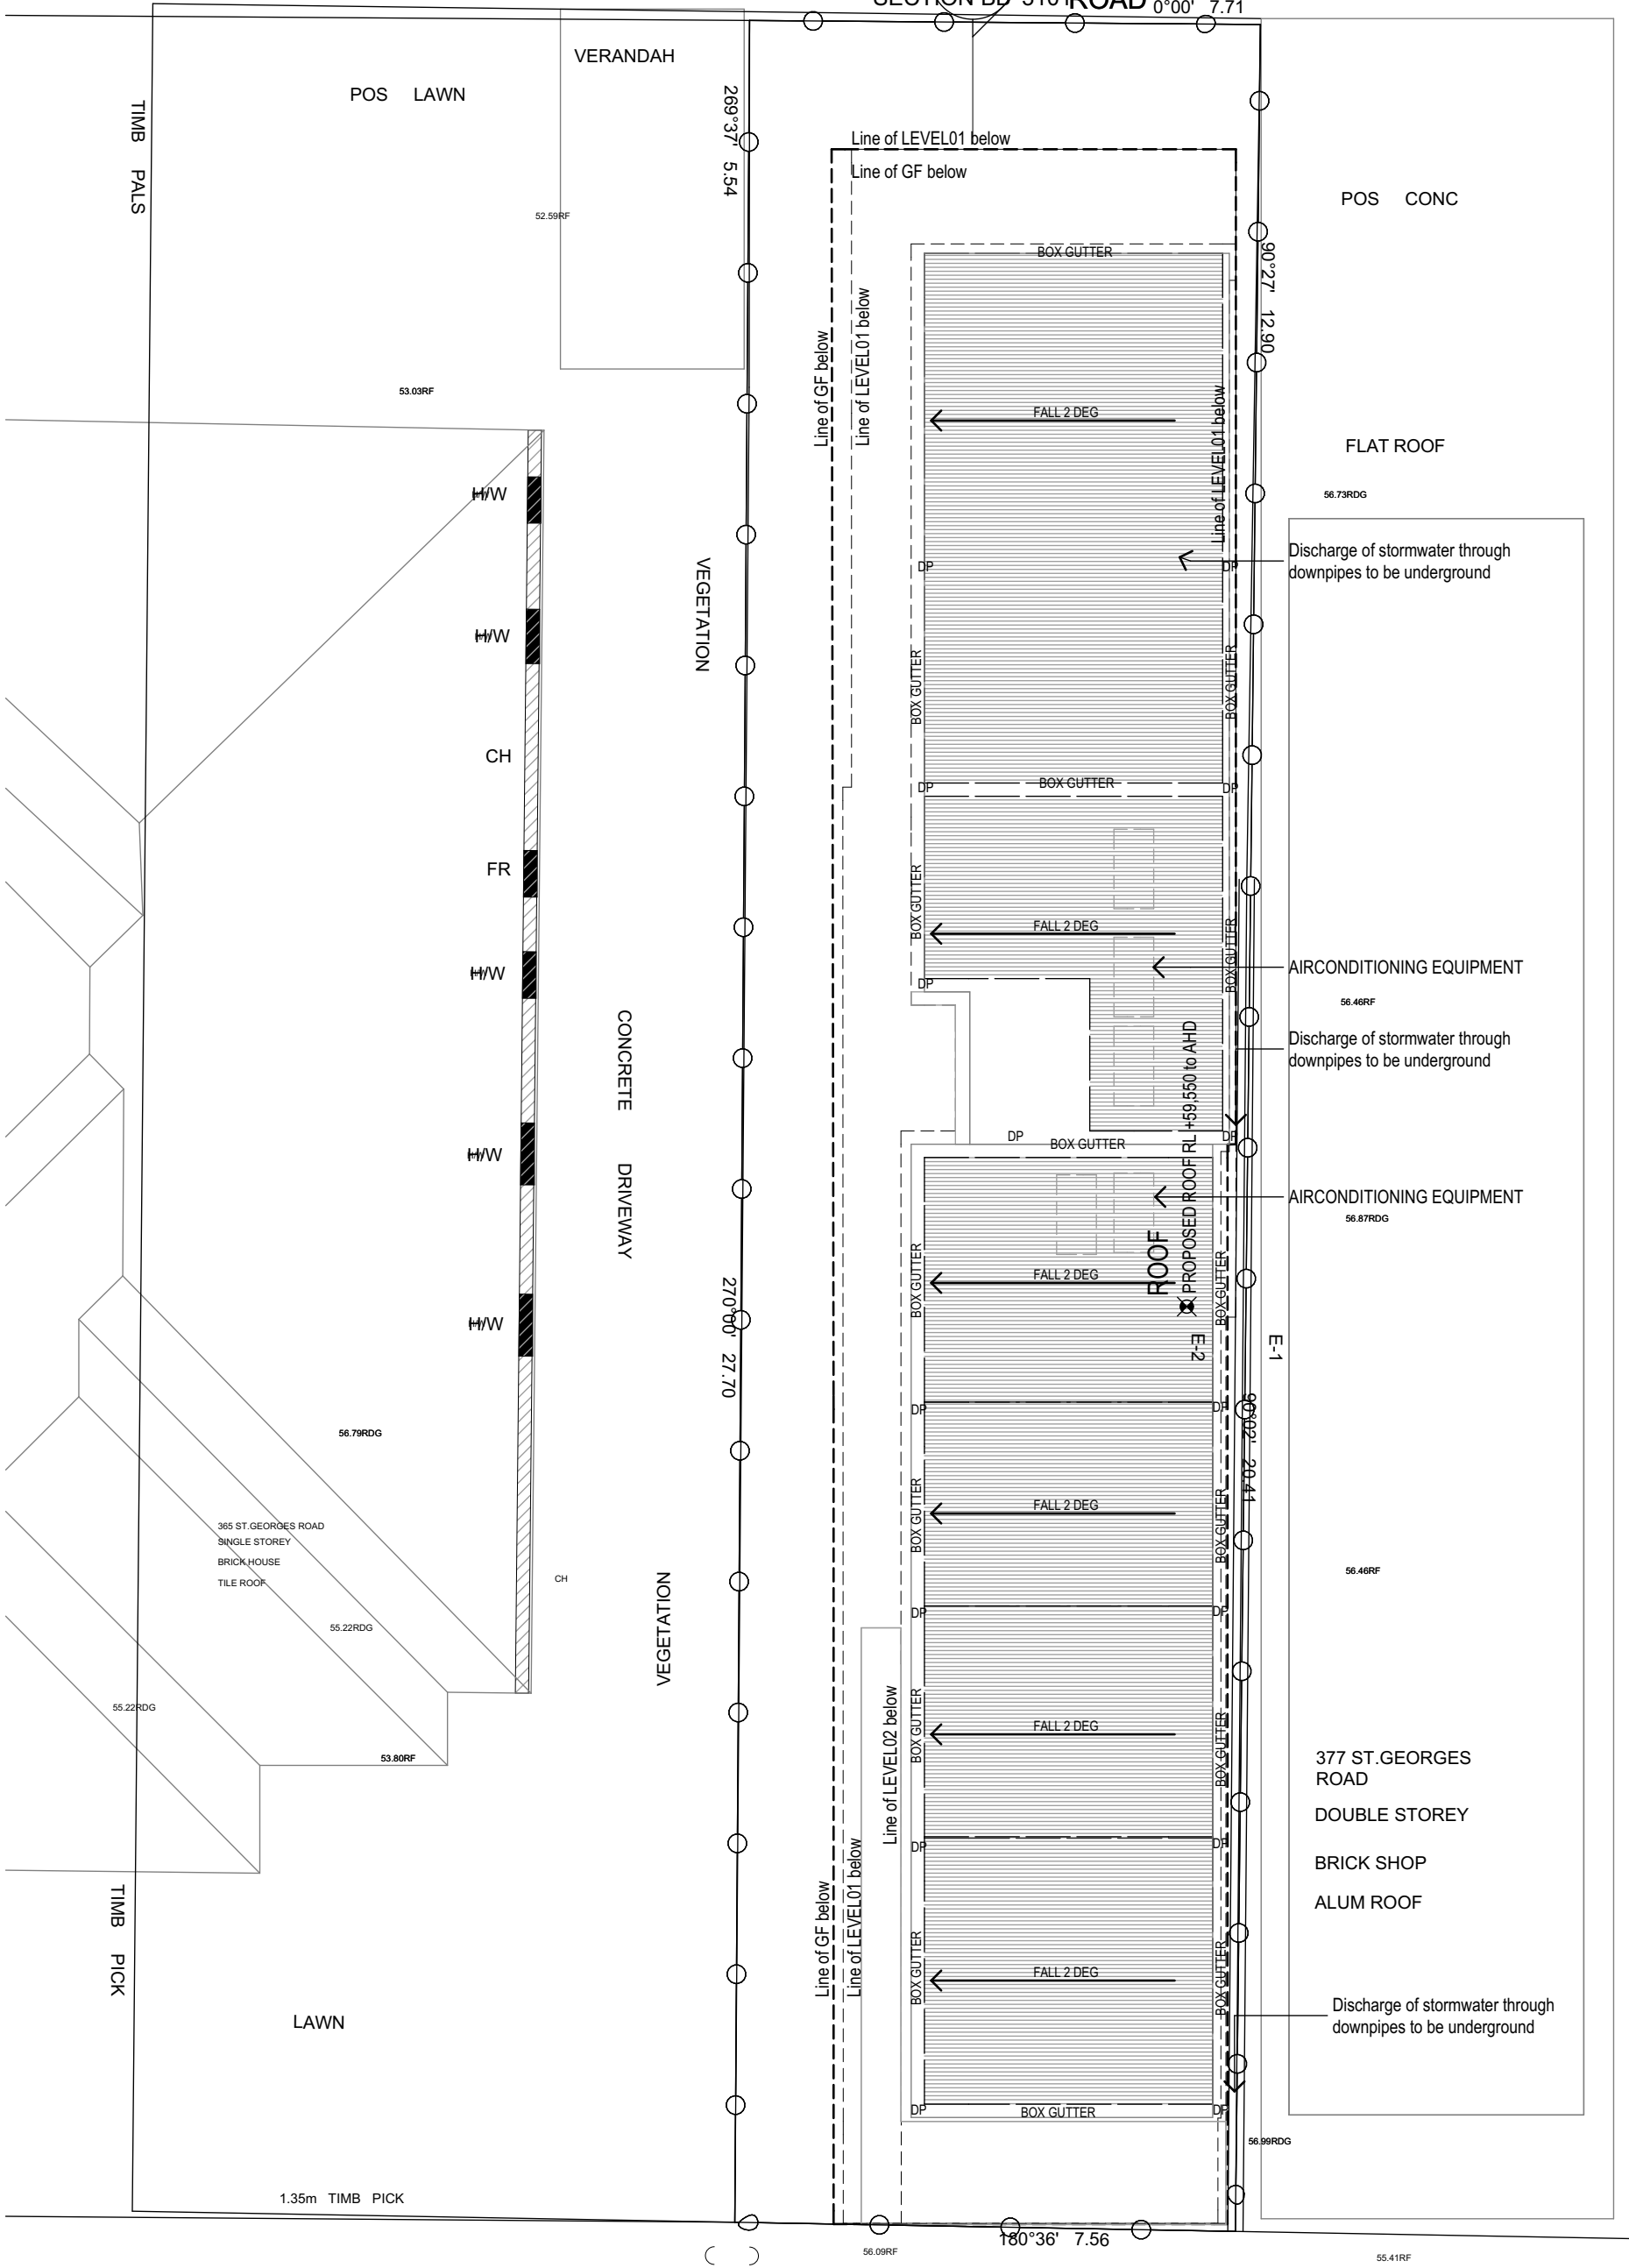 SECTION BD 3101 ROAD 0°00' 7.71
VERANDAH
POS LAWN
TIMB PALS
269°37' 5.54
52.59RF
Line of LEVEL01 below
Line of GF below
POS CONC
BOX GUTTER
90°27' 12.90
Line of GF below
Line of LEVEL01 below
53.03RF
FALL 2 DEG
Line of LEVEL01 below
FLAT ROOF
56.73RDG
H/W
Discharge of stormwater through
downpipes to be underground
DP
DP
VEGETATION
H/W
BOX GUTTER
BOX GUTTER
CH
DP
BOX GUTTER
DP
FR
BOX GUTTER
FALL 2 DEG
BOX GUTTER
H/W
AIRCONDITIONING EQUIPMENT
DP
56.46RF
CONCRETE DRIVEWAY
Discharge of stormwater through
downpipes to be underground
H/W
DP
BOX GUTTER
DP
AIRCONDITIONING EQUIPMENT
56.87RDG
ROOF
PROPOSED ROOF RL +59,550 to AHD
BOX GUTTER
FALL 2 DEG
BOX GUTTER
H/W
270°00' 27.70
E-2
E-1
DP
DP
90°02' 20.41
56.79RDG
BOX GUTTER
FALL 2 DEG
BOX GUTTER
365 ST.GEORGES ROAD
SINGLE STOREY
BRICK HOUSE
TILE ROOF
CH
56.46RF
VEGETATION
DP
DP
55.22RDG
55.22RDG
Line of LEVEL02 below
BOX GUTTER
FALL 2 DEG
BOX GUTTER
53.80RF
377 ST.GEORGES
ROAD
DOUBLE STOREY
BRICK SHOP
ALUM ROOF
DP
DP
TIMB PICK
Line of GF below
Line of LEVEL01 below
BOX GUTTER
FALL 2 DEG
BOX GUTTER
LAWN
Discharge of stormwater through
downpipes to be underground
DP
BOX GUTTER
DP
56.99RDG
1.35m TIMB PICK
180°36' 7.56
56.09RF
55.41RF